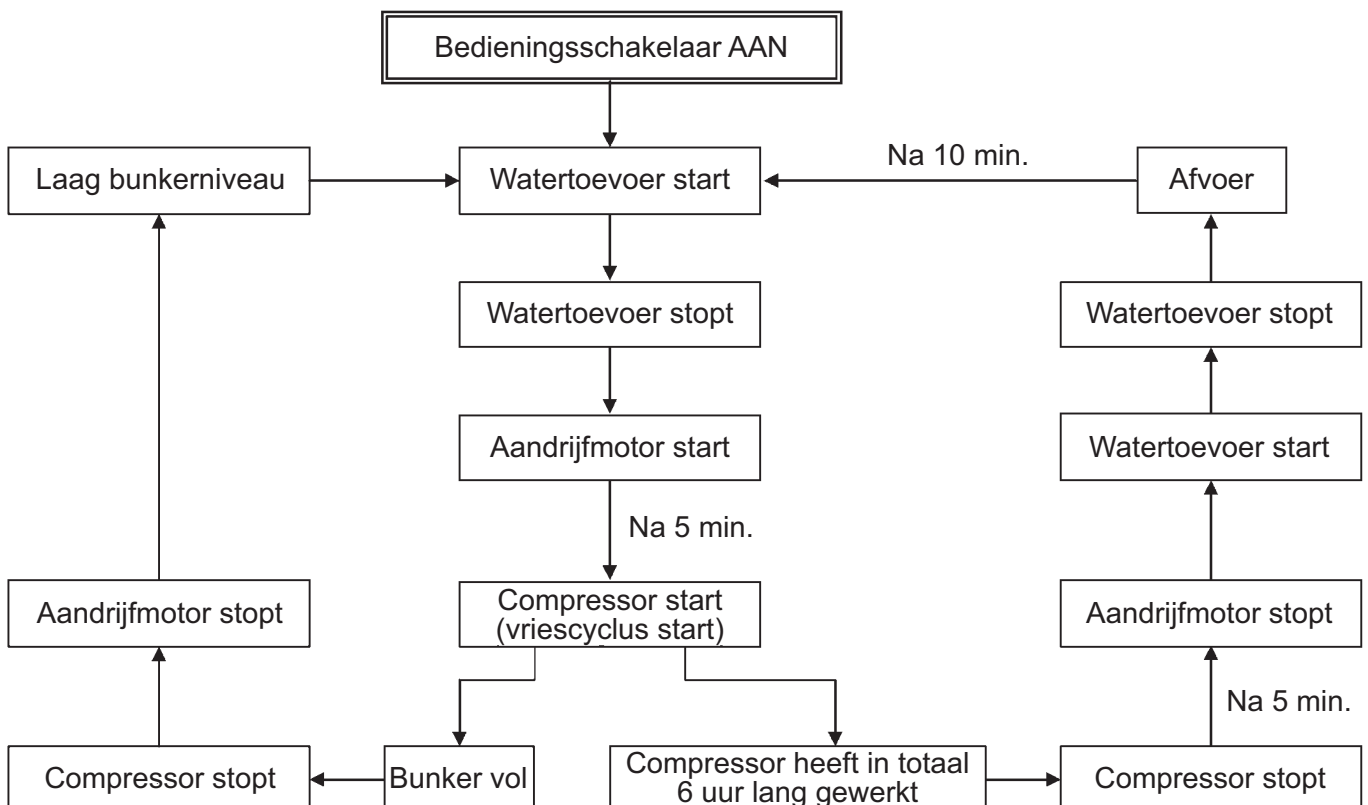 Bedieningsschakelaar AAN
Laag bunkerniveau
Watertoevoer start
Na 10 min.
Afvoer
Watertoevoer stopt
Watertoevoer stopt
Aandrijfmotor start
Watertoevoer start
Na 5 min.
Aandrijfmotor stopt
Compressor start
(vriescyclus start)
Aandrijfmotor stopt
Na 5 min.
Compressor stopt
Bunker vol
Compressor heeft in totaal
6 uur lang gewerkt
Compressor stopt